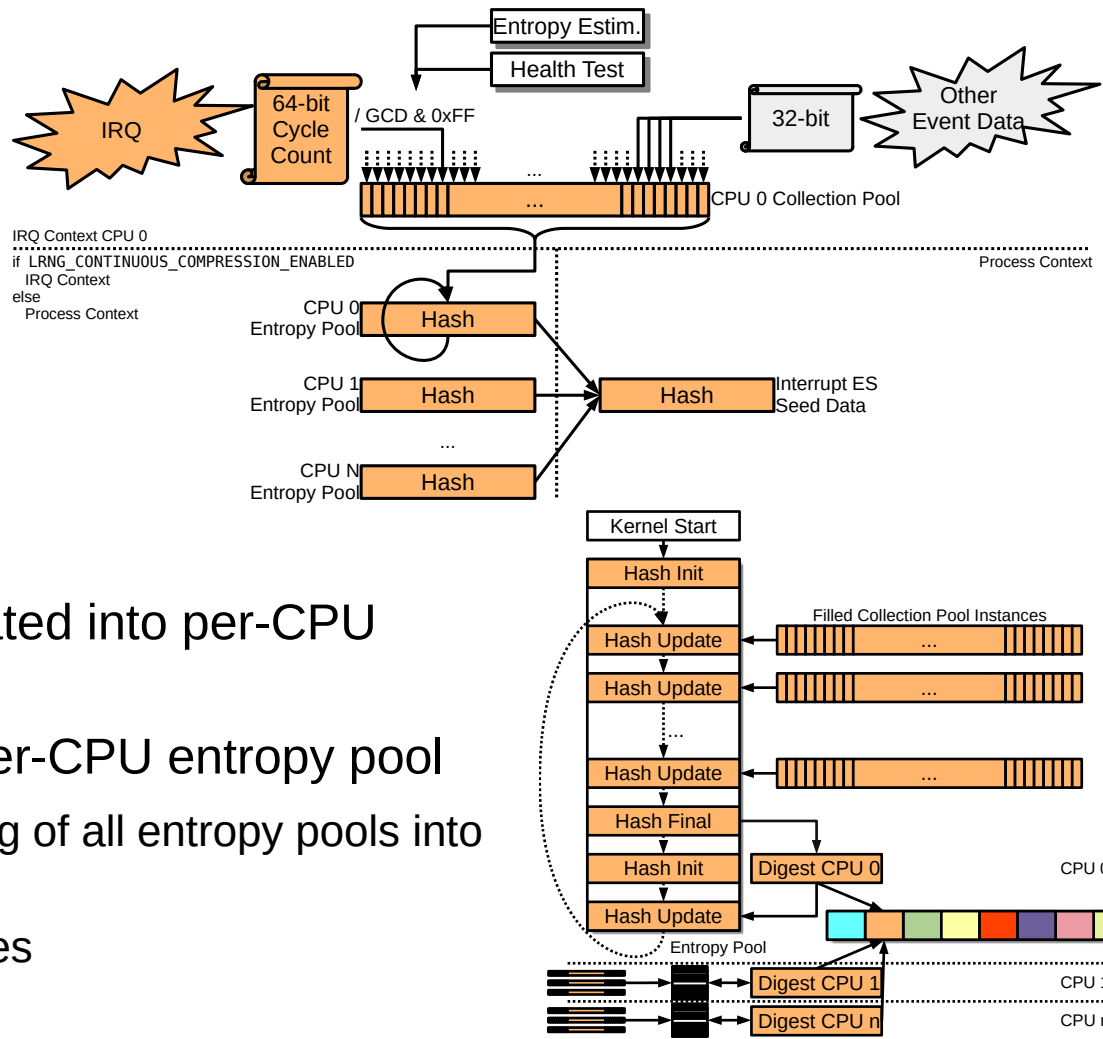 Entropy Estim.
Health Test
IRQ
64-bit
Cycle
Count
/ GCD & 0xFF
32-bit
Other
Event Data
...
...
CPU 0 Collection Pool
IRQ Context CPU 0
if LRNG_CONTINUOUS_COMPRESSION_ENABLED
IRQ Context
else
Process Context
Process Context
CPU 0
Entropy Pool
Hash
CPU 1
Entropy Pool
Hash
Hash
Interrupt ES
Seed Data
...
CPU N
Entropy Pool
Hash
Kernel Start
Hash Init
Hash Update
Filled Collection Pool Instances
...
Hash Update
...
...
Hash Update
...
Hash Final
Hash Init
Digest CPU 0
CPU 0
Hash Update
Entropy Pool
Digest CPU 1
CPU 1
Digest CPU n
CPU
into per-CPU
entropy pool
of all entropy pools into